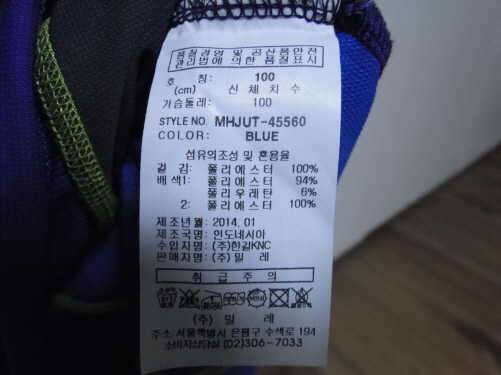 품질경영 및 공산품안전
관리법에 의한 품질표시
호 칭: 100
(cm) 신 체 치 수
가슴둘레: 100
STYLE NO. MHJUT-45560
COLOR: BLUE
섬유의조성 및 혼용율
겉 감: 폴리에스터 100%
배색1: 폴리에스터 94%
폴리우레탄 6%
2: 폴리에스터 100%
제조년월: 2014. 01
제조국명: 인도네시아
수입자명: (주)한길KNC
판매자명: (주)밀 레
취 급 주 의
(주) 밀 레
주소: 서울특별시 은평구 수색로 194
소비자상담실 (02)306-7033